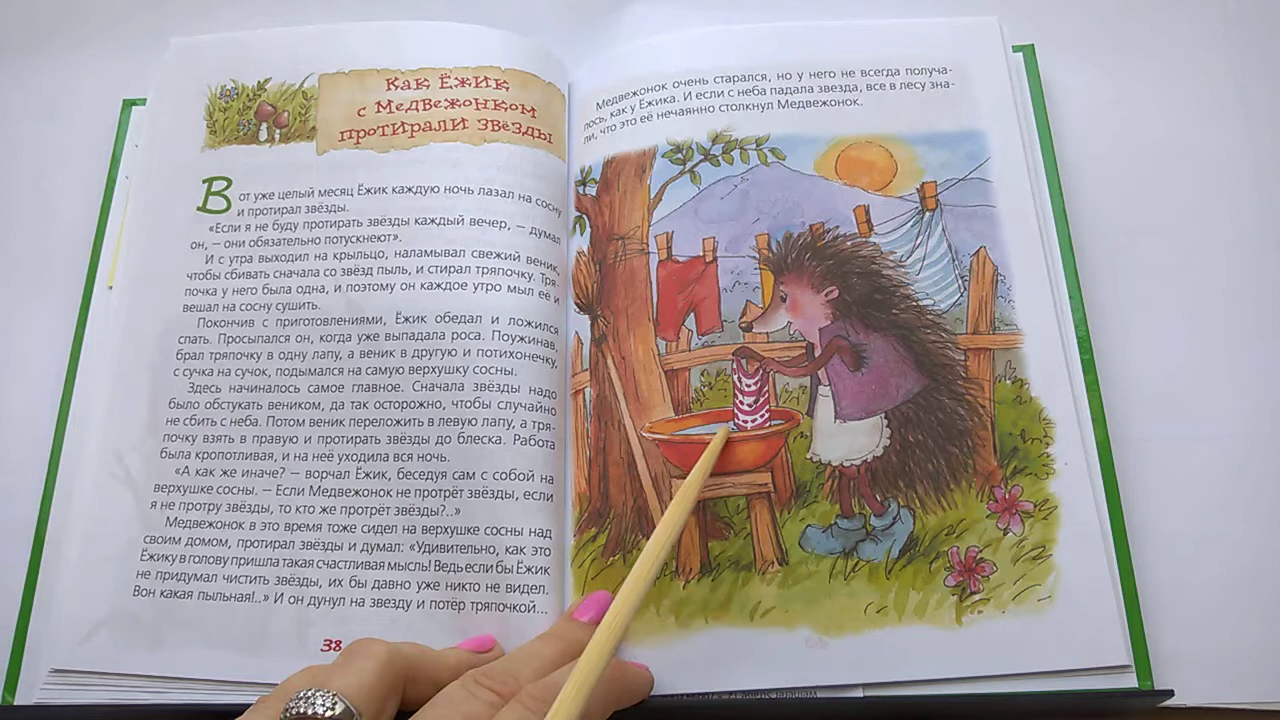 Как Ёжик
с Медвежонком
протирали звёзды
Вот уже целый месяц Ёжик каждую ночь лазал на сосну
и протирал звёзды.
«Если я не буду протирать звёзды каждый вечер, — думал
он, — они обязательно потускнеют».
И с утра выходил на крыльцо, наламывал свежий веник,
чтобы сбивать сначала со звёзд пыль, и стирал тряпочку. Тря-
почка у него была одна, и поэтому он каждое утро мыл её и
вешал на сосну сушить.
Покончив с приготовлениями, Ёжик обедал и ложился
спать. Просыпался он, когда уже выпадала роса. Поужинав,
брал тряпочку в одну лапу, а веник в другую и потихонечку,
с сучка на сучок, подымался на самую верхушку сосны.
Здесь начиналось самое главное. Сначала звёзды надо
было обстукать веником, да так осторожно, чтобы случайно
не сбить с неба. Потом веник переложить в левую лапу, а тря-
почку взять в правую и протирать звёзды до блеска. Работа
была кропотливая, и на неё уходила вся ночь.
«А как же иначе? — ворчал Ёжик, беседуя сам с собой на
верхушке сосны. — Если Медвежонок не протрёт звёзды, если
я не протру звёзды, то кто же протрёт звёзды?..»
Медвежонок в это время тоже сидел на верхушке сосны над
своим домом, протирал звёзды и думал: «Удивительно, как это
Ёжику в голову пришла такая счастливая мысль! Ведь если бы Ёжик
не придумал чистить звёзды, их бы давно уже никто не видел.
Вон какая пыльная!..» И он дунул на звезду и потёр тряпочкой...
38
Медвежонок очень старался, но у него не всегда получа-
лось, как у Ёжика. И если с неба падала звезда, все в лесу зна-
ли, что это её нечаянно столкнул Медвежонок.